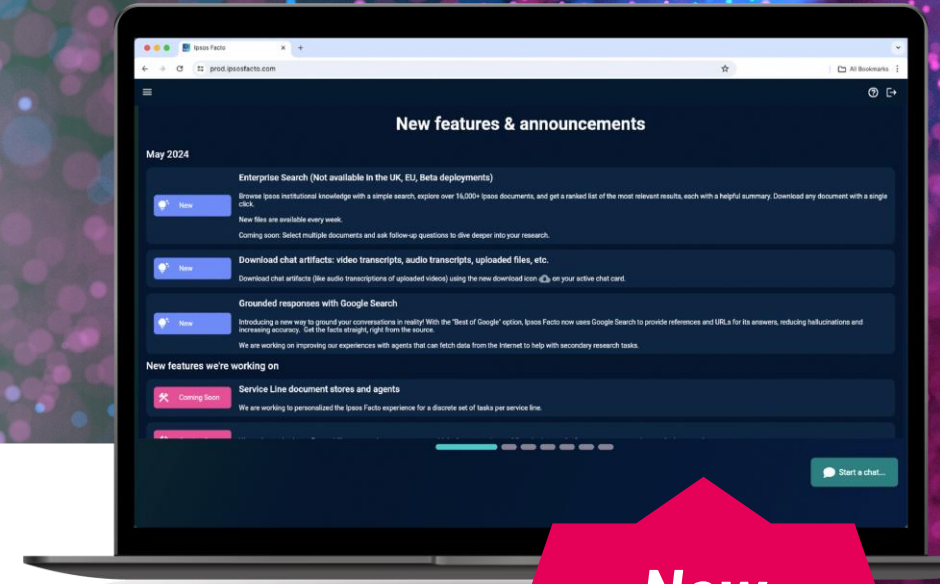 Ipsos Facto
prod.ipsosfacto.com
All Bookmarks
New features & announcements
May 2024
Enterprise Search (Not available in the UK, EU, Beta deployments)
New
Browse Ipsos institutional knowledge with a simple search, explore over 16,000+ Ipsos documents, and get a ranked list of the most relevant results, each with a helpful summary. Download any document with a single
click.
New files are available every week.
Coming soon: Select multiple documents and ask follow-up questions to dive deeper into your research.
Download chat artifacts: video transcripts, audio transcripts, uploaded files, etc.
New
Download chat artifacts (like audio transcriptions of uploaded videos) using the new download icon on your active chat card.
Grounded responses with Google Search
New
Introducing a new way to ground your conversations in reality! With the "Best of Google" option, Ipsos Facto now uses Google Search to provide references and URLs for its answers, reducing hallucinations and
increasing accuracy. Get the facts straight, right from the source.
We are working on improving our experiences with agents that can fetch data from the Internet to help with secondary research tasks.
New features we're working on
Service Line document stores and agents
Coming Soon
We are working to personalized the Ipsos Facto experience for a discrete set of tasks per service line.
Start a chat...
New